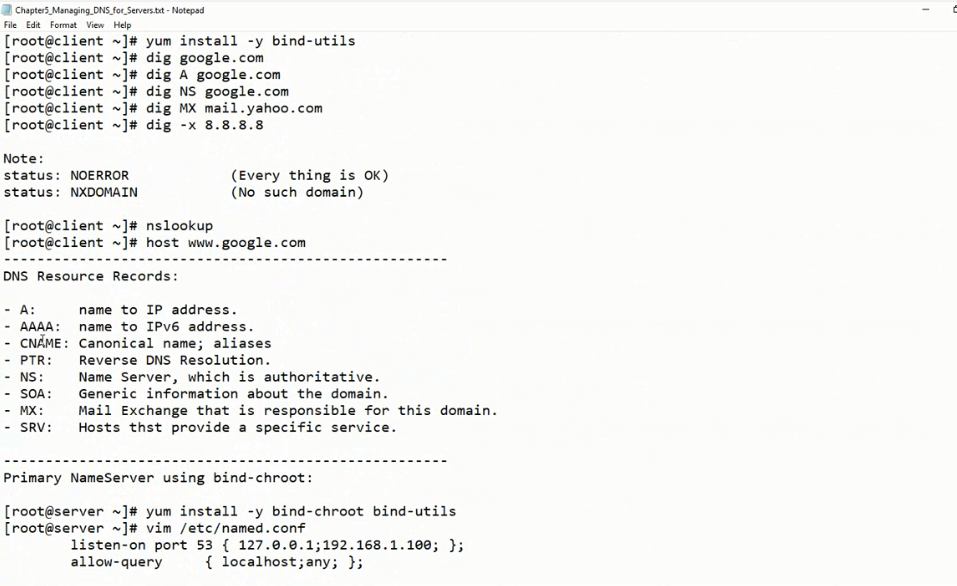 Chapter5_Managing_DNS_for_Servers.txt - Notepad
File Edit Format View Help
[root@client ~]# yum install -y bind-utils
[root@client ~]# dig google.com
[root@client ~]# dig A google.com
[root@client ~]# dig NS google.com
[root@client ~]# dig MX mail.yahoo.com
[root@client ~]# dig -x 8.8.8.8
Note:
status: NOERROR (Every thing is OK)
status: NXDOMAIN (No such domain)
[root@client ~]# nslookup
[root@client ~]# host www.google.com
-----------------------------------------------------
DNS Resource Records:
- A: name to IP address.
- AAAA: name to IPv6 address.
- CNAME: Canonical name; aliases
- PTR: Reverse DNS Resolution.
- NS: Name Server, which is authoritative.
- SOA: Generic information about the domain.
- MX: Mail Exchange that is responsible for this domain.
- SRV: Hosts thst provide a specific service.
-----------------------------------------------------
Primary NameServer using bind-chroot:
[root@server ~]# yum install -y bind-chroot bind-utils
[root@server ~]# vim /etc/named.conf
listen-on port 53 { 127.0.0.1;192.168.1.100; };
allow-query { localhost;any; };